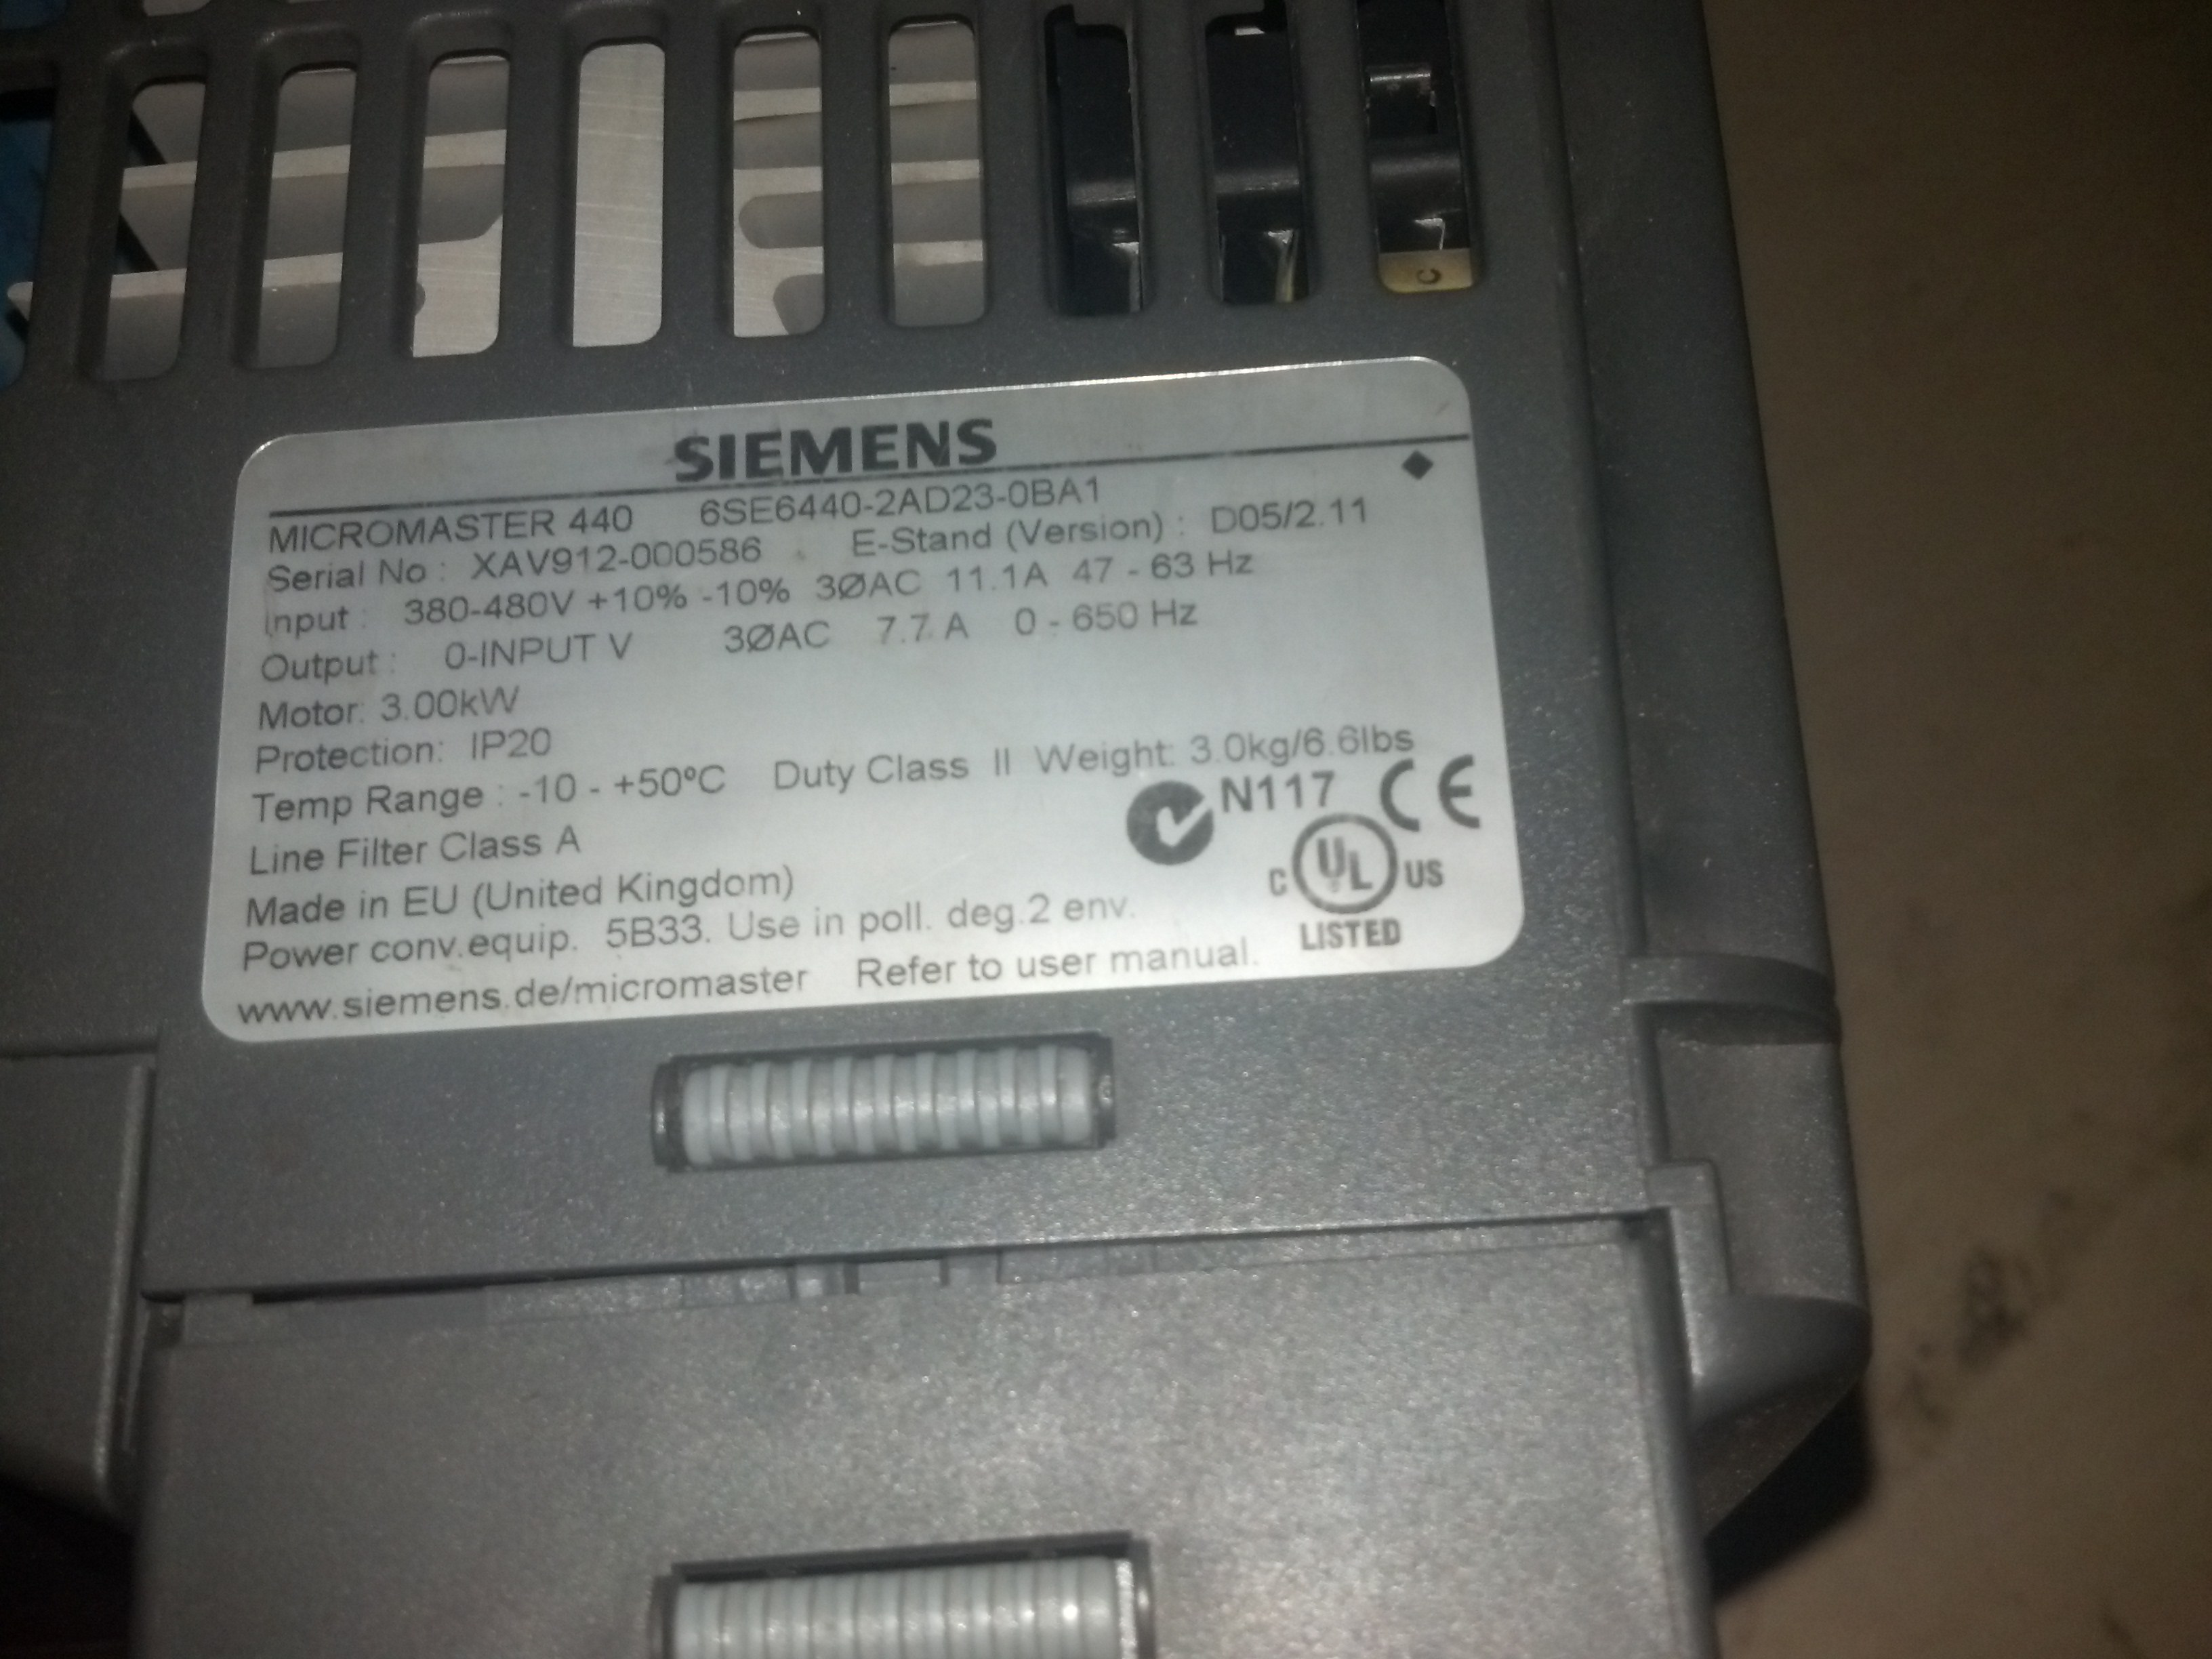 SIEMENS
MICROMASTER 440 6SE6440-2AD23-0BA1
Serial No : XAV912-000586 E-Stand (Version) : D05/2.11
Input : 380-480V +10% -10% 3ØAC 11.1A 47 - 63 Hz
Output : 0-INPUT V 3ØAC 7.7 A 0 - 650 Hz
Motor: 3.00kW
Protection: IP20
Temp Range : -10 - +50ºC Duty Class II Weight: 3.0kg/6.6lbs
N117 CE
Line Filter Class A
C UL US
LISTED
Made in EU (United Kingdom)
Power conv.equip. 5B33. Use in poll. deg.2 env.
www.siemens.de/micromaster Refer to user manual.